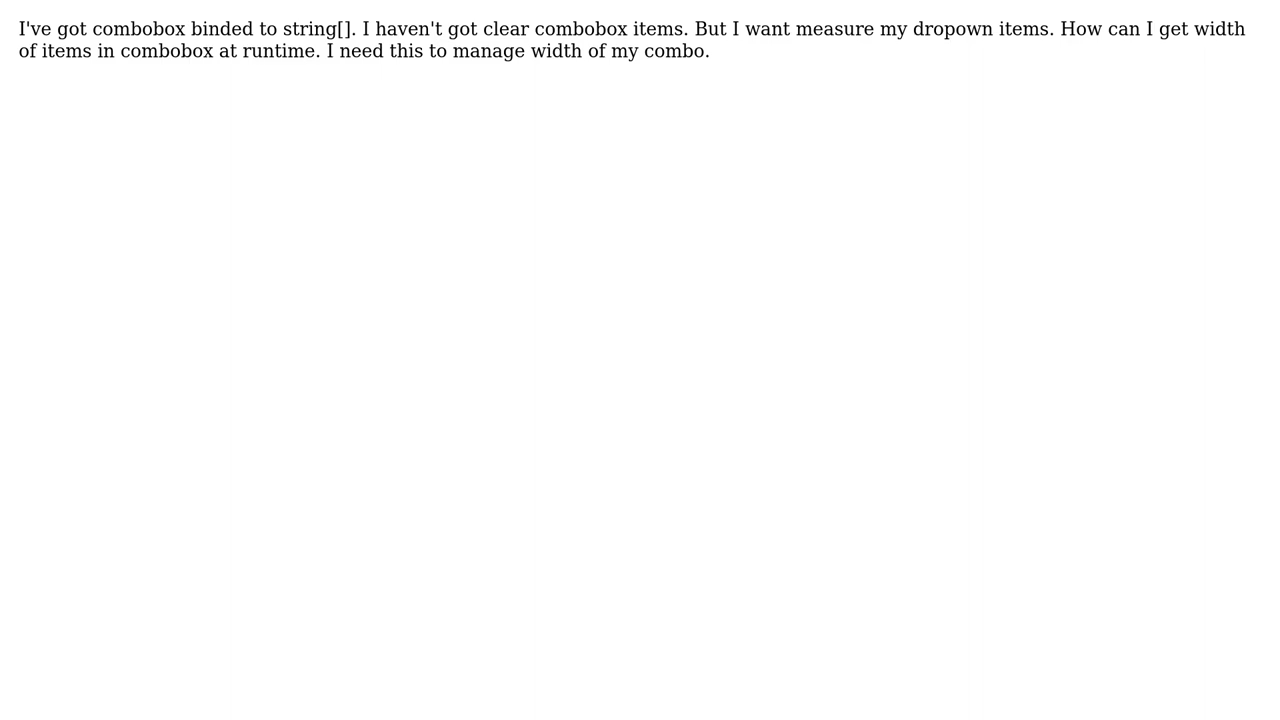 I've got combobox binded to string[]. I haven't got clear combobox items. But I want measure my dropown items. How can I get width
of items in combobox at runtime. I need this to manage width of my combo.